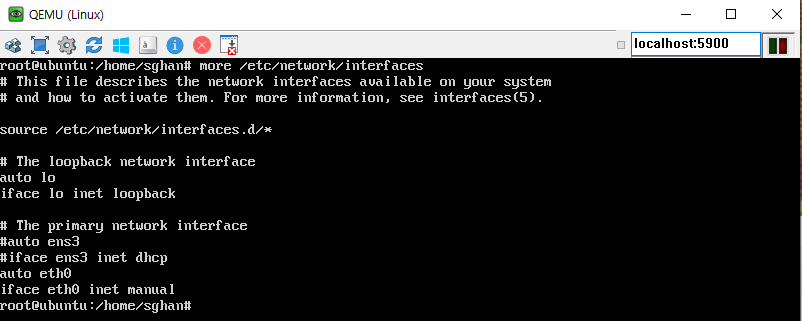 QEMU (Linux)
localhost:5900
root@ubuntu:/home/sghan# more /etc/network/interfaces
# This file describes the network interfaces available on your system
# and how to activate them. For more information, see interfaces(5).
source /etc/network/interfaces.d/*
# The loopback network interface
auto lo
iface lo inet loopback
# The primary network interface
#auto ens3
#iface ens3 inet dhcp
auto eth0
iface eth0 inet manual
root@ubuntu:/home/sghan#